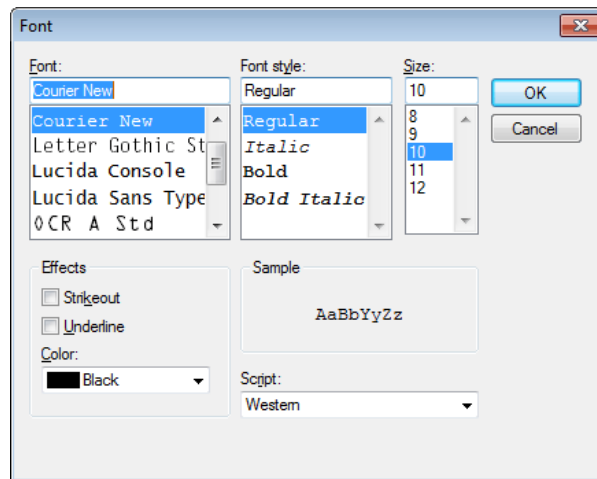 Font
Font:
Font style:
Size:
Courier New
Regular
10
OK
Cancel
Courier New
Letter Gothic St
Lucida Console
Lucida Sans Type
OCR A Std
Regular
Italic
Bold
Bold Italic
8
9
10
11
12
Effects
Strikeout
Underline
Color:
Black
Sample
AaBbYyZz
Script:
Western